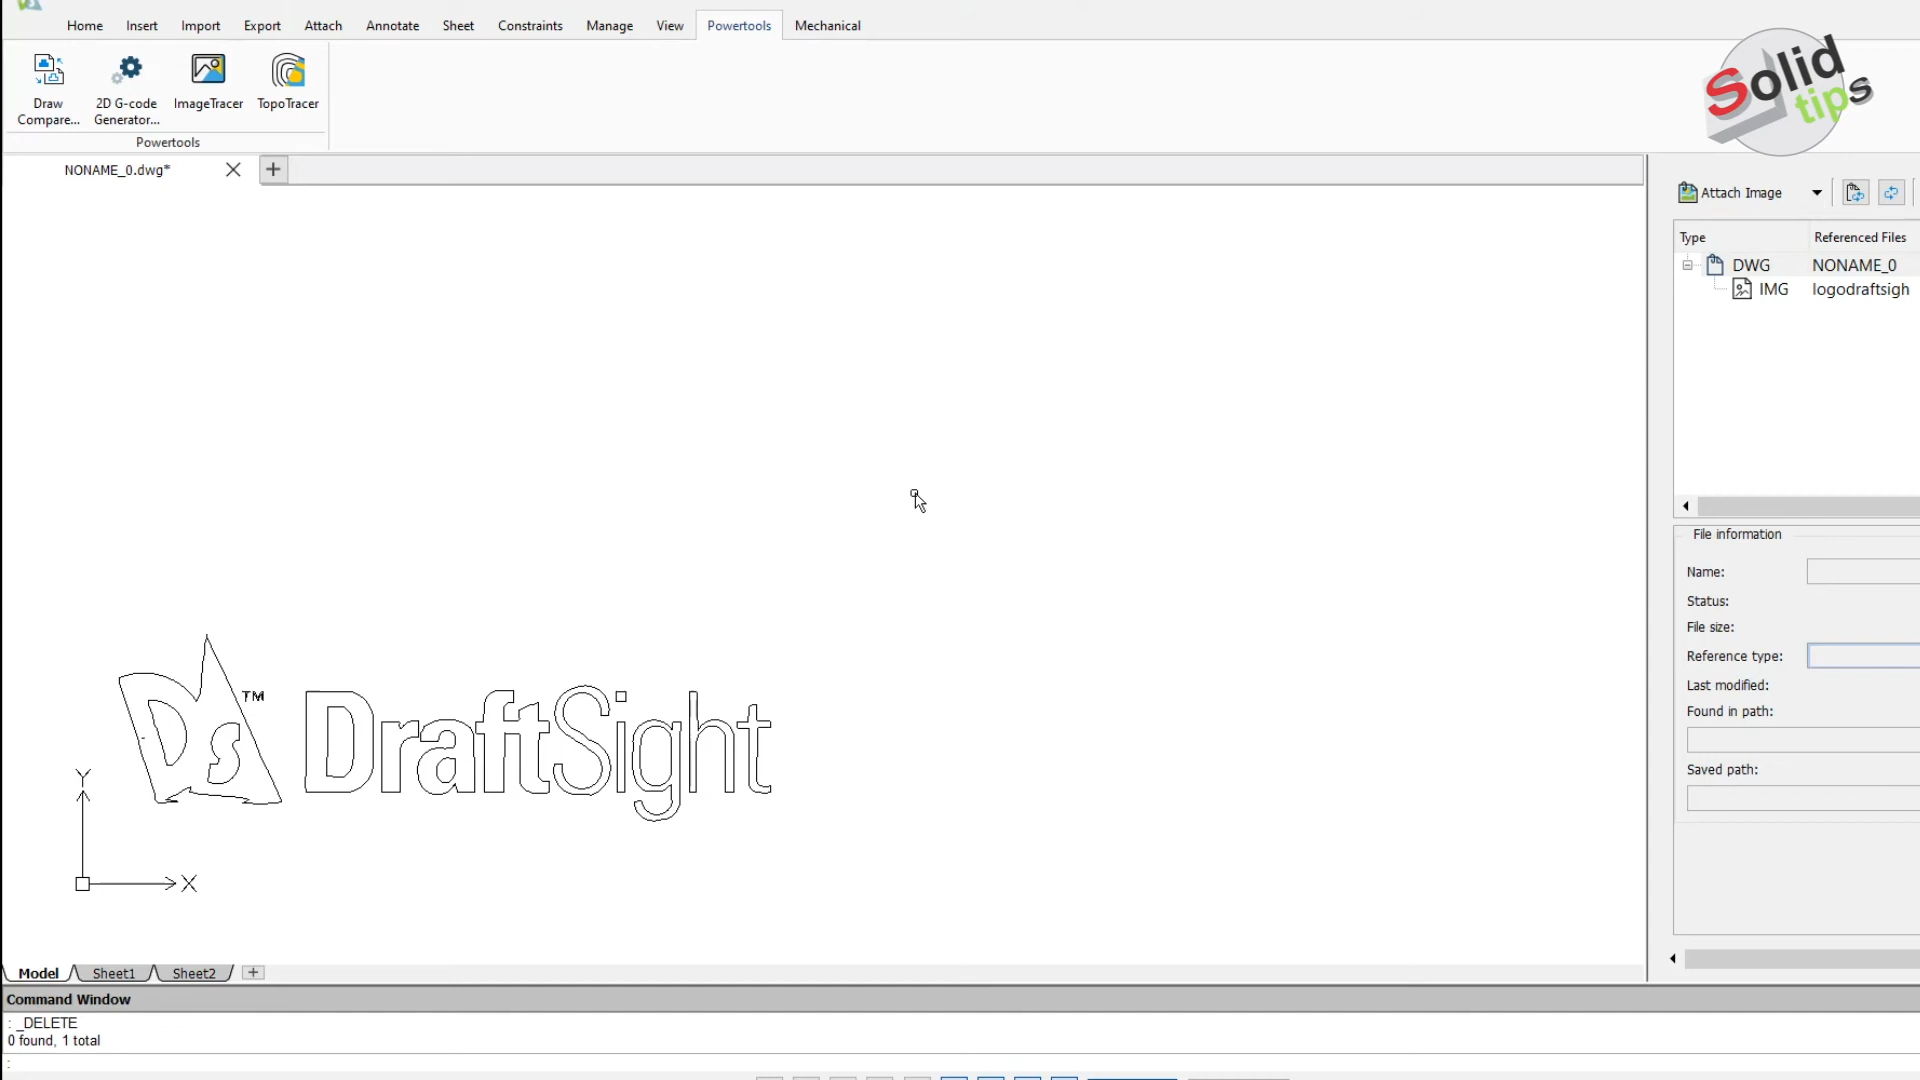 Home Insert Import Export Attach Annotate Sheet Constraints Manage View Powertools Mechanical
Solid
tips
Draw
Compare...
2D G-code
Generator...
ImageTracer
TopoTracer
Powertools
NONAME_0.dwg*
Attach Image
Type Referenced Files
DWG NONAME_0
IMG logodraftsigh
File information
Name:
Status:
File size:
Reference type:
Last modified:
Found in path:
Saved path:
Ds
TM
DraftSight
Y
X
Model Sheet1 Sheet2
Command Window
: _DELETE
0 found, 1 total
: